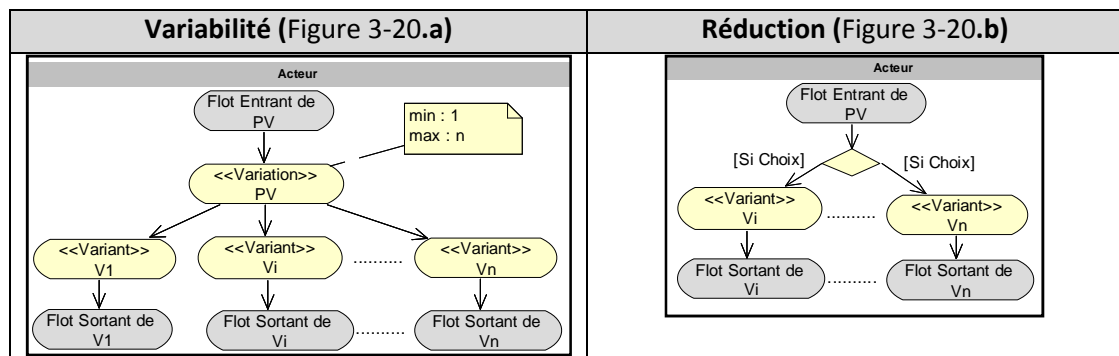 Variabilité (Figure 3-20.a)
Acteur
Flot Entrant de
PV
min : 1
max : n
<<Variation>>
PV
<<Variant>>
V1
<<Variant>>
Vi
..........
<<Variant>>
Vn
Flot Sortant de
V1
Flot Sortant de
Vi
..........
Flot Sortant de
Vn
Réduction (Figure 3-20.b)
Acteur
Flot Entrant de
PV
[Si Choix]
[Si Choix]
<<Variant>>
Vi
..........
<<Variant>>
Vn
Flot Sortant de
Vi
..........
Flot Sortant de
Vn